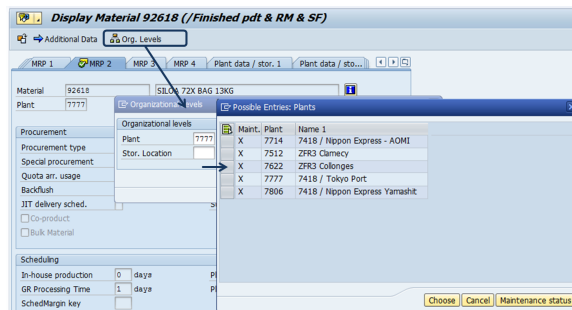 Display Material 92618 (/Finished pdt & RM & SF)
Additional Data Org. Levels
MRP 1 MRP 2 MRP 3 MRP 4 Plant data / stor. 1 Plant data / sto...
Material 92618 SILOA 72X BAG 13KG
Plant 7777
Organizational levels
Organizational levels
Plant 7777
Stor. Location
Possible Entries: Plants
Maint. Plant Name 1
X 7714 7418 / Nippon Express - AOMI
X 7512 ZFR3 Clamecy
X 7622 ZFR3 Collonges
X 7777 7418 / Tokyo Port
X 7806 7418 / Nippon Express Yamashit
Procurement
Procurement type
Special procurement
Quota arr. usage
Backflush
JIT delivery sched.
Co-product
Bulk Material
Scheduling
In-house production 0 days
GR Processing Time 1 days
SchedMargin key
Choose Cancel Maintenance status